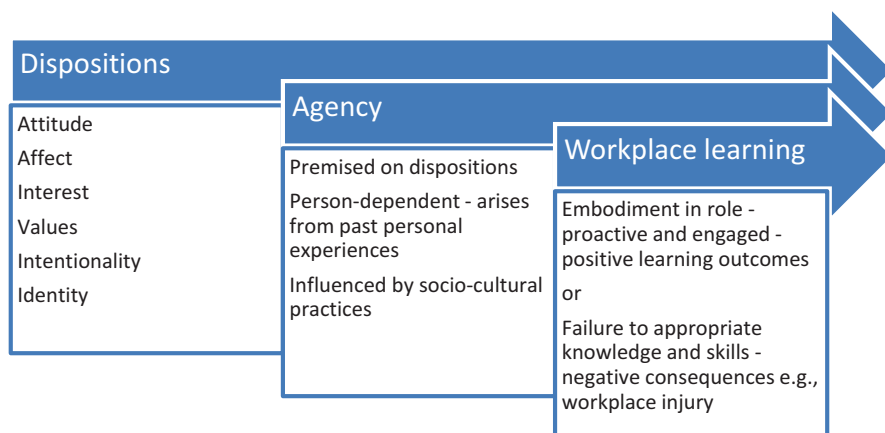 Dispositions
Attitude
Affect
Interest
Values
Intentionality
Identity
Agency
Premised on dispositions
Person-dependent - arises
from past personal
experiences
Influenced by socio-cultural
practices
Workplace learning
Embodiment in role -
proactive and engaged -
positive learning outcomes
or
Failure to appropriate
knowledge and skills -
negative consequences e.g.,
workplace injury